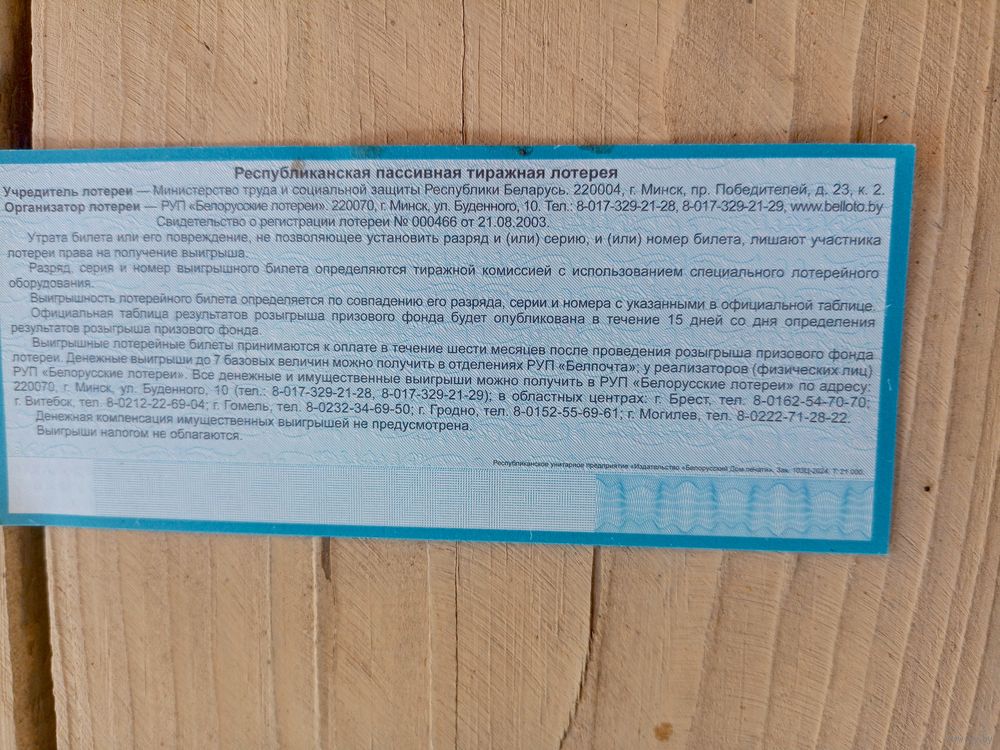 Республиканская пассивная тиражная лотерея
Учредитель лотереи — Министерство труда и социальной защиты Республики Беларусь. 220004, г. Минск, пр. Победителей, д. 23, к. 2.
Организатор лотереи — РУП «Белорусские лотереи». 220070, г. Минск, ул. Буденного, 10. Тел.: 8-017-329-21-28, 8-017-329-21-29, www.belloto.by
Свидетельство о регистрации лотереи № 000466 от 21.08.2003.
Утрата билета или его повреждение, не позволяющее установить разряд и (или) серию, и (или) номер билета, лишают участника
лотереи права на получение выигрыша.
Разряд, серия и номер выигрышного билета определяются тиражной комиссией с использованием специального лотерейного
оборудования.
Выигрышность лотерейного билета определяется по совпадению его разряда, серии и номера с указанными в официальной таблице.
Официальная таблица результатов розыгрыша призового фонда будет опубликована в течение 15 дней со дня определения
результатов розыгрыша призового фонда.
Выигрышные лотерейные билеты принимаются к оплате в течение шести месяцев после проведения розыгрыша призового фонда
лотереи. Денежные выигрыши до 7 базовых величин можно получить в отделениях РУП «Белпочта»; у реализаторов (физических лиц)
РУП «Белорусские лотереи». Все денежные и имущественные выигрыши можно получить в РУП «Белорусские лотереи» по адресу:
220070, г. Минск, ул. Буденного, 10 (тел.: 8-017-329-21-28, 8-017-329-21-29); в областных центрах: г. Брест, тел. 8-0162-54-70-70;
г. Витебск, тел. 8-0212-22-69-04; г. Гомель, тел. 8-0232-34-69-50; г. Гродно, тел. 8-0152-55-69-61; г. Могилев, тел. 8-0222-71-28-22.
Денежная компенсация имущественных выигрышей не предусмотрена.
Выигрыши налогом не облагаются.
Республиканское унитарное предприятие «Издательство «Белорусский Дом печати». Зак. 103Ц-2024. Т. 21 000.